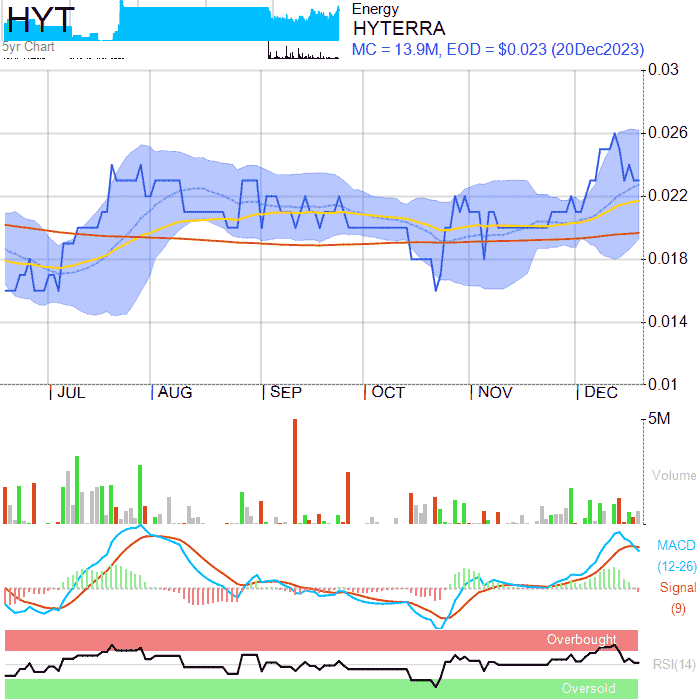 HYT
5yr Chart
Energy
HYTERRA
MC = 13.9M, EOD = $0.023 (20Dec2023)
0.03
0.026
0.022
0.018
0.014
0.01
JUL AUG SEP OCT NOV DEC
5M
Volume
MACD
(12-26)
Signal
(9)
Overbought
RSI(14)
Oversold